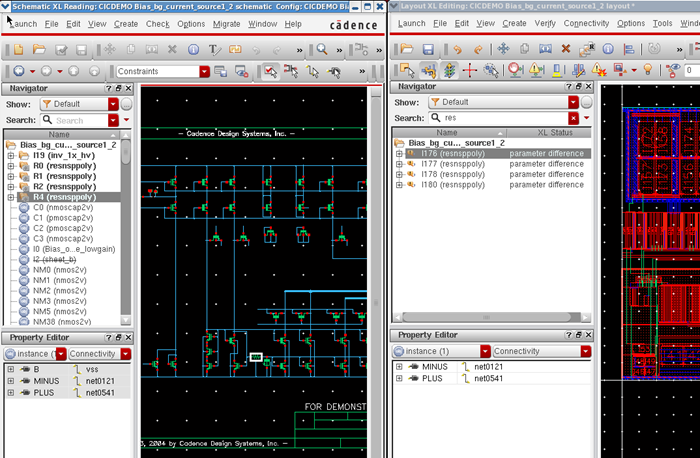 Schematic XL Reading: CICDEMO Bias_bg_current_source1_2 schematic Config: CICDEMO Bi
Launch File Edit View Create Check Options Migrate Window Help
cādence
Constraints
Navigator
Show: Default
Search: Search
Name
Bias_bg_cu..._source1_2
I19 (inv_1x_hv)
R0 (resnsppoly)
R1 (resnsppoly)
R2 (resnsppoly)
R4 (resnsppoly)
C0 (nmoscap2v)
C1 (pmoscap2v)
C2 (pmoscap2v)
C3 (nmoscap2v)
I0 (Bias_o...e_lowgain)
I2 (sheet_b)
NM0 (nmos2v)
NM1 (nmos2v)
NM2 (nmos2v)
NM3 (nmos2v)
NM5 (nmos2v)
NM38 (nmos2v)
Property Editor
instance (1) Connectivity
B vss
MINUS net0121
PLUS net0541
— Cadence Design Systems, Inc. —
FOR DEMONST
3, 2004 by Cadence Design Systems, Inc. —
Layout XL Editing: CICDEMO Bias_bg_current_source1_2 layout *
Launch File Edit View Create Verify Connectivity Options Tools Window
0
Navigator
Show: Default
Search: res
Name XL Status
Bias_bg_cu..._source1_2
I176 (resnsppoly) parameter difference
I177 (resnsppoly) parameter difference
I178 (resnsppoly) parameter difference
I180 (resnsppoly) parameter difference
Property Editor
instance (1) Connectivity
MINUS net0121
PLUS net0541